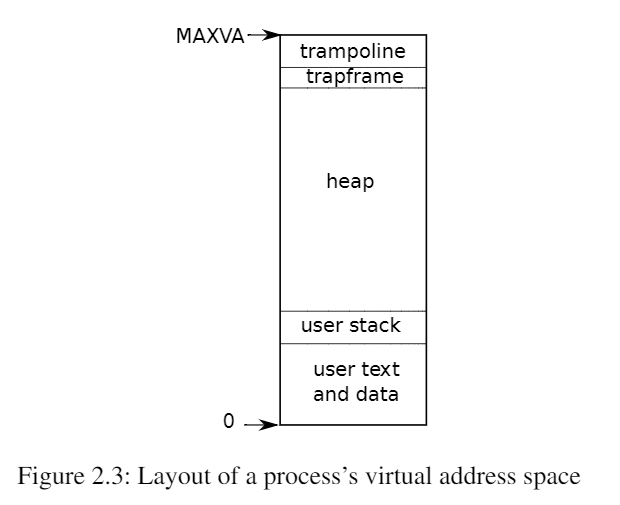 MAXVA
trampoline
trapframe
heap
user stack
user text
and data
0
Figure 2.3: Layout of a process's virtual address space